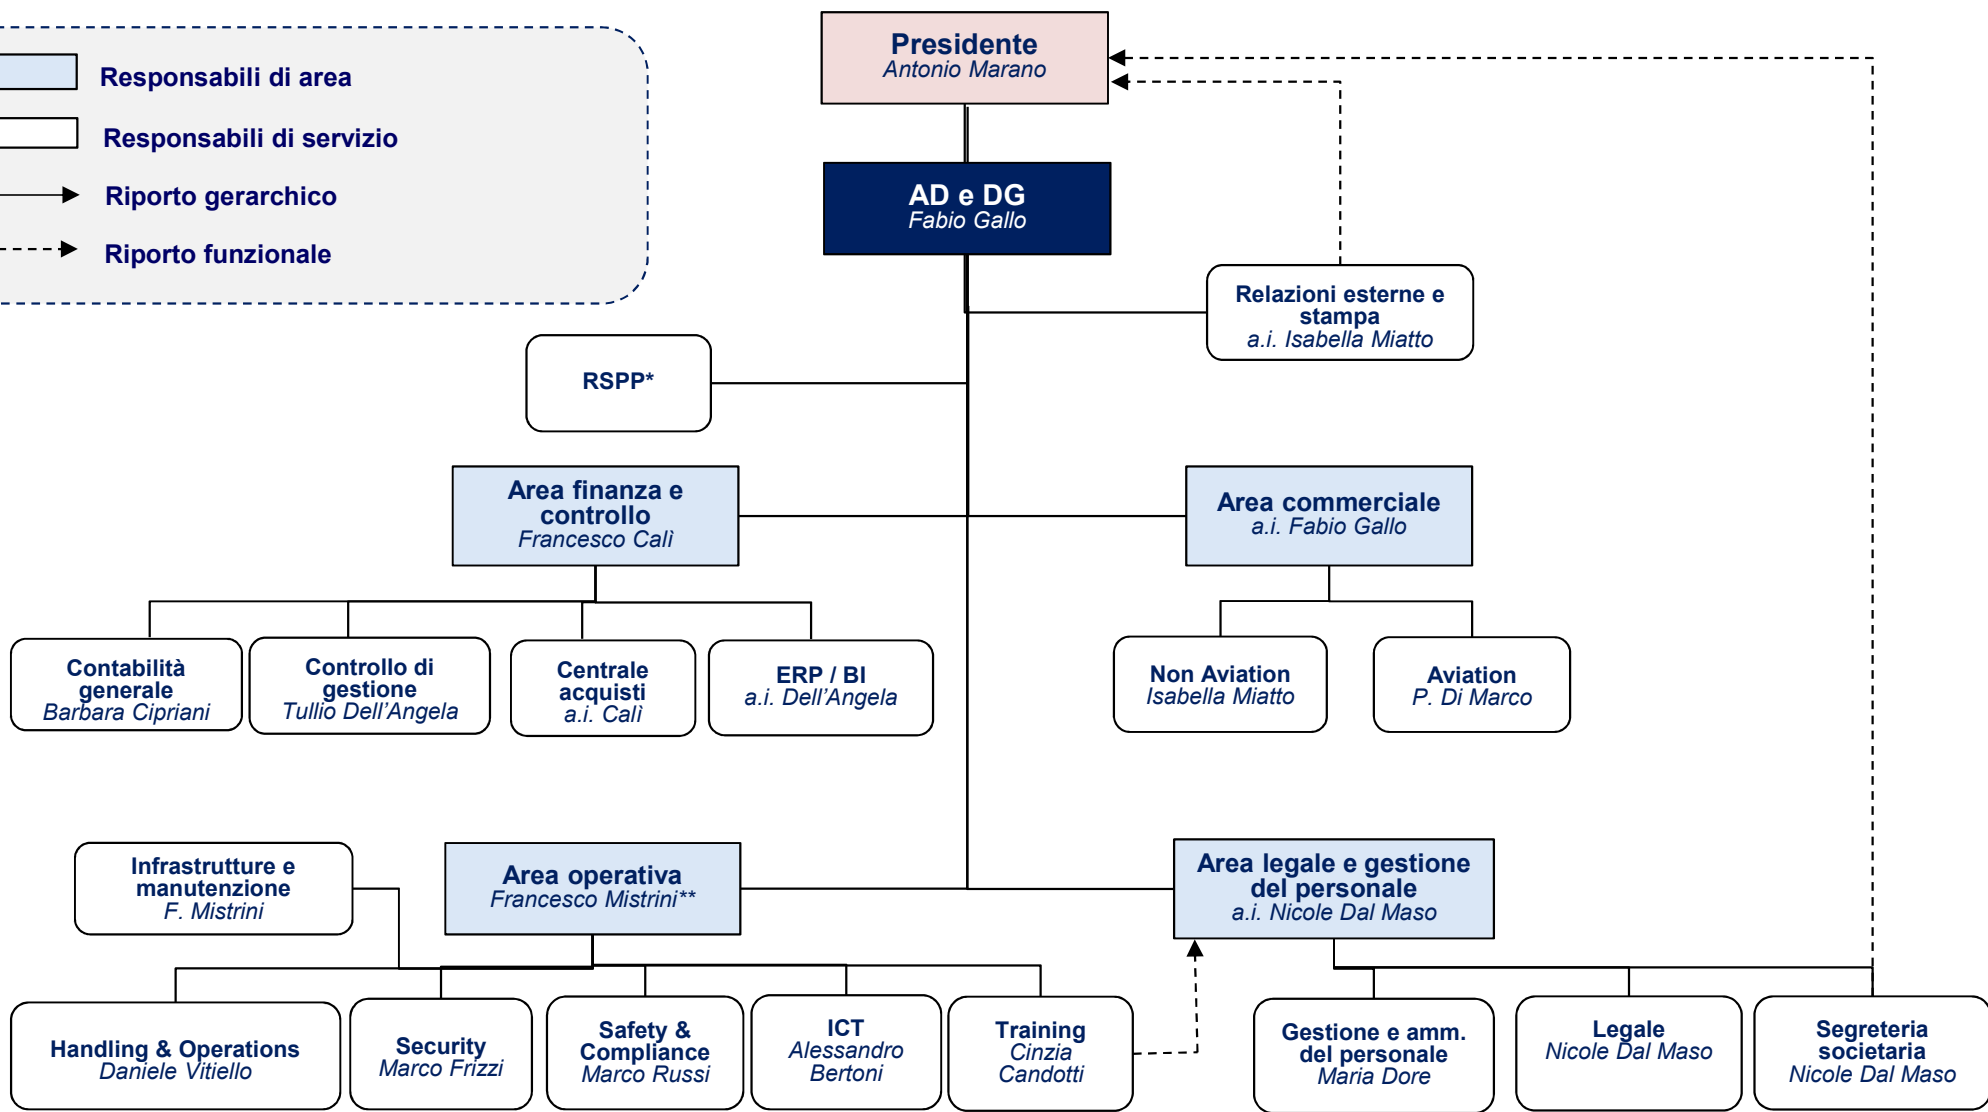 Responsabili di area
Responsabili di servizio
Riporto gerarchico
Riporto funzionale
Presidente
Antonio Marano
AD e DG
Fabio Gallo
Relazioni esterne e
stampa
a.i. Isabella Miatto
RSPP*
Area finanza e
controllo
Francesco Calì
Area commerciale
a.i. Fabio Gallo
Contabilità
generale
Barbara Cipriani
Controllo di
gestione
Tullio Dell'Angela
Centrale
acquisti
a.i. Calì
ERP / BI
a.i. Dell'Angela
Non Aviation
Isabella Miatto
Aviation
P. Di Marco
Infrastrutture e
manutenzione
F. Mistrini
Area operativa
Francesco Mistrini**
Area legale e gestione
del personale
a.i. Nicole Dal Maso
Handling & Operations
Daniele Vitiello
Security
Marco Frizzi
Safety &
Compliance
Marco Russi
ICT
Alessandro
Bertoni
Training
Cinzia
Candotti
Gestione e amm.
del personale
Maria Dore
Legale
Nicole Dal Maso
Segreteria
societaria
Nicole Dal Maso